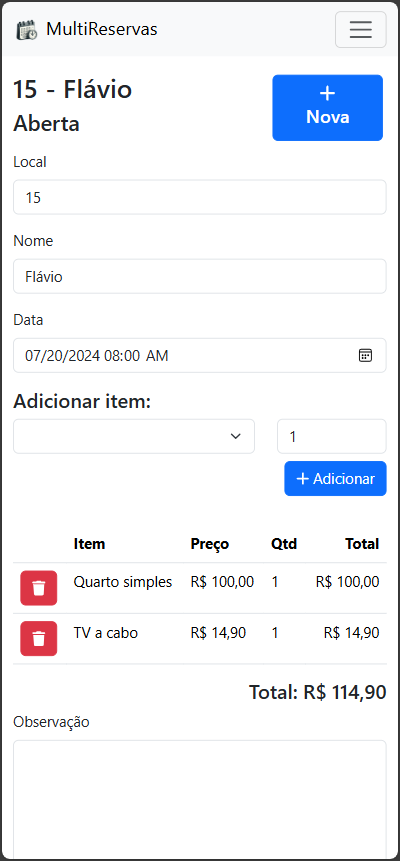 MultiReservas
15 - Flávio
Aberta
+
Nova
Local
15
Nome
Flávio
Data
07/20/2024 08:00 AM
Adicionar item:
1
+ Adicionar
Item Preço Qtd Total
Quarto simples R$ 100,00 1 R$ 100,00
TV a cabo R$ 14,90 1 R$ 14,90
Total: R$ 114,90
Observação